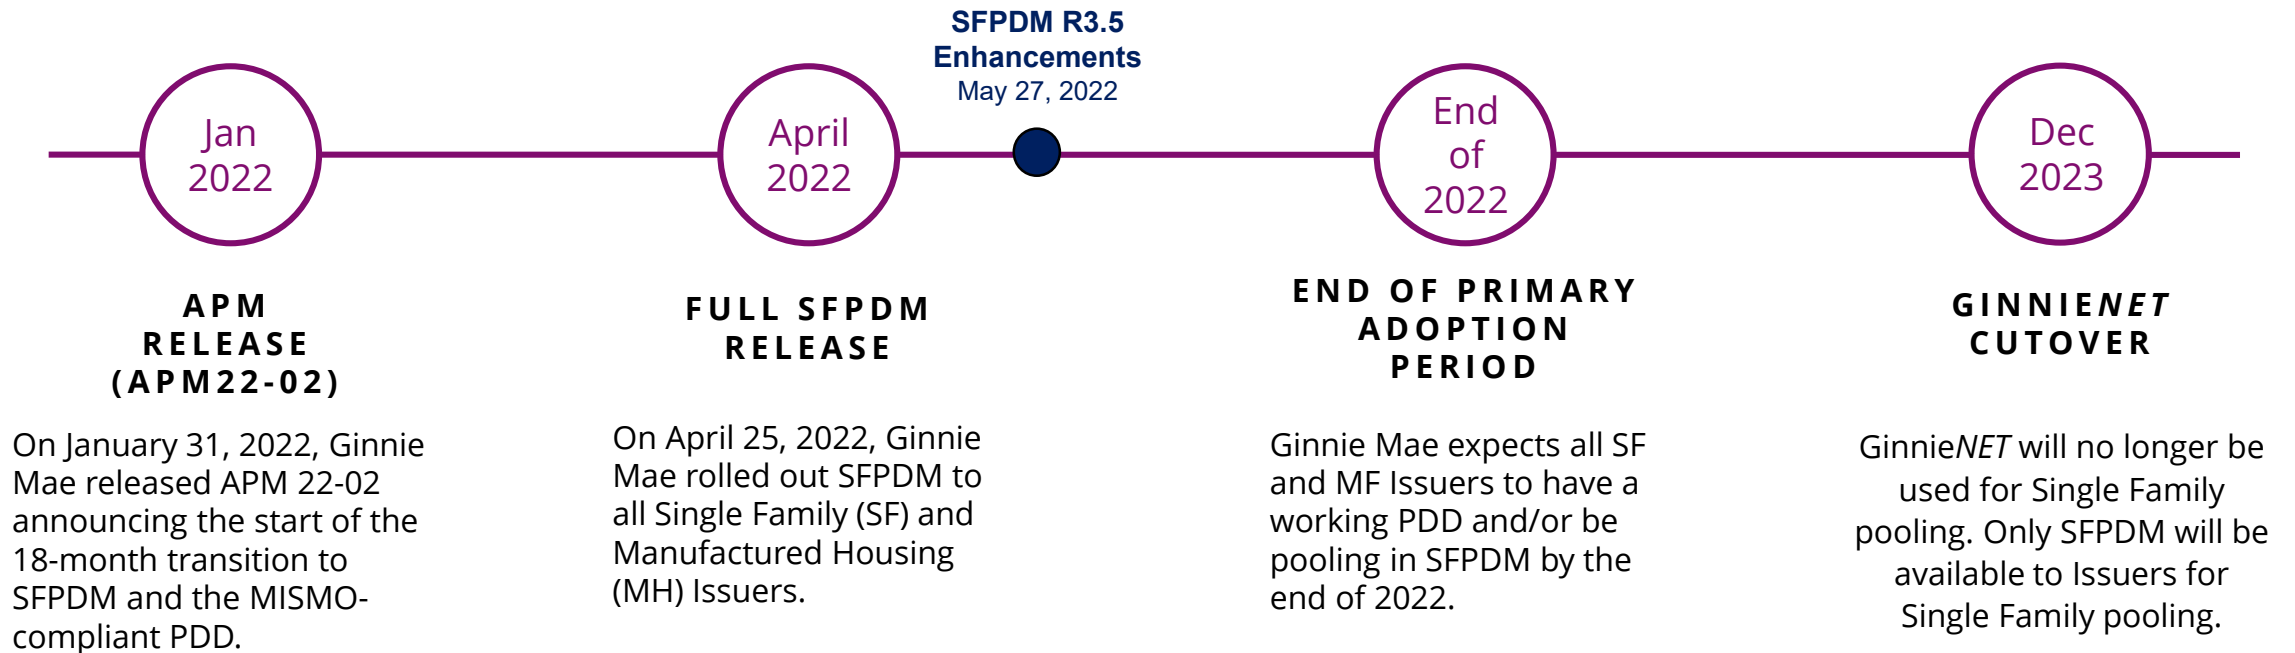 SFPDM R3.5
Enhancements
May 27, 2022
Jan
2022
April
2022
End
of
2022
Dec
2023
APM
RELEASE
(APM22-02)
On January 31, 2022, Ginnie
Mae released APM 22-02
announcing the start of the
18-month transition to
SFPDM and the MISMO-
compliant PDD.
FULL SFPDM
RELEASE
On April 25, 2022, Ginnie
Mae rolled out SFPDM to
all Single Family (SF) and
Manufactured Housing
(MH) Issuers.
END OF PRIMARY
ADOPTION
PERIOD
Ginnie Mae expects all SF
and MF Issuers to have a
working PDD and/or be
pooling in SFPDM by the
end of 2022.
GINNIENET
CUTOVER
GinnieNET will no longer be
used for Single Family
pooling. Only SFPDM will be
available to Issuers for
Single Family pooling.